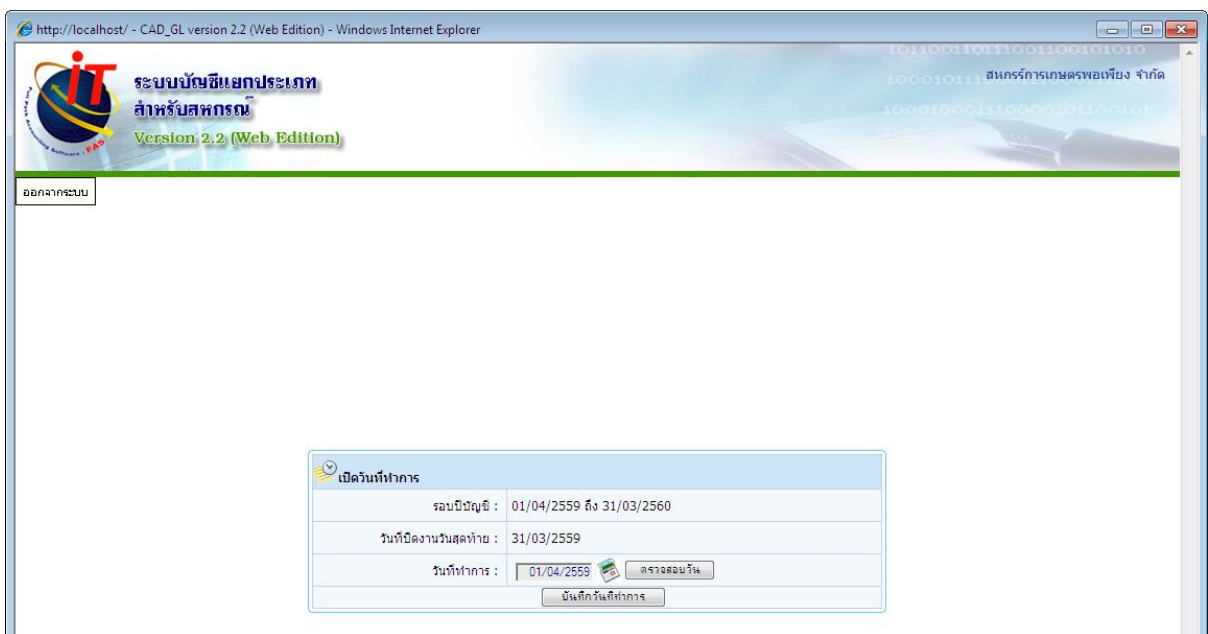 http://localhost/ - CAD_GL version 2.2 (Web Edition) - Windows Internet Explorer
iT
ระบบบัญชีแยกประเภท
สำหรับสหกรณ์
Version 2.2 (Web Edition)
สหกรร์การเกษตรพอเพียง จำกัด
ออกจากระบบ
เปิดวันที่ทำการ
รอบปีบัญชี : 01/04/2559 ถึง 31/03/2560
วันที่ปิดงานวันสุดท้าย : 31/03/2559
วันที่ทำการ : 01/04/2559 ตรวจสอบวัน
บันทึกวันที่ทำการ